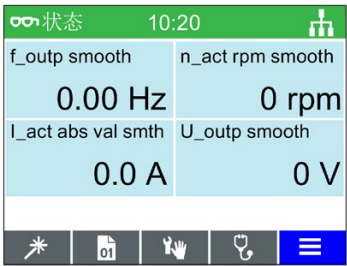 状态 10:20
f_outp smooth n_act rpm smooth
0.00 Hz 0 rpm
I_act abs val smth U_outp smooth
0.0 A 0 V
01